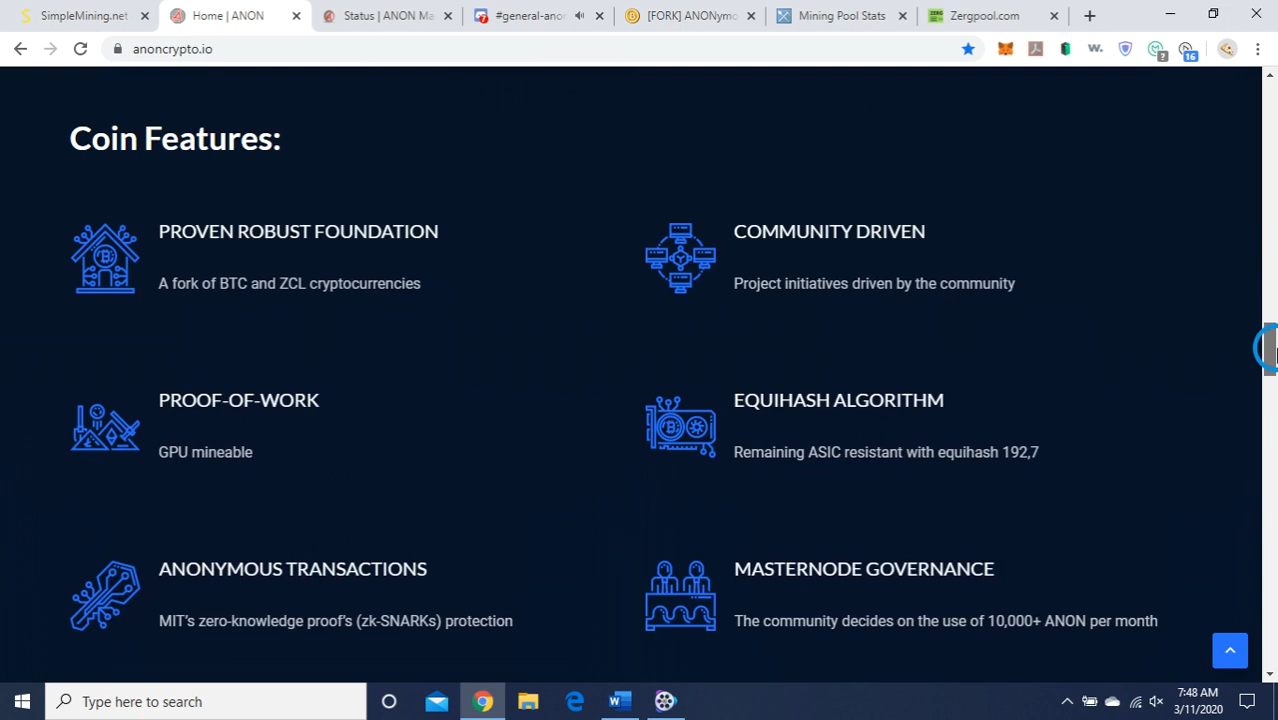 SimpleMining.net
Home | ANON
Status | ANON Ma
#general-anor
[FORK] ANONymo
Mining Pool Stats
Zergpool.com
anoncrypto.io
w.
?
16
Coin Features:
PROVEN ROBUST FOUNDATION
A fork of BTC and ZCL cryptocurrencies
COMMUNITY DRIVEN
Project initiatives driven by the community
PROOF-OF-WORK
GPU mineable
EQUIHASH ALGORITHM
Remaining ASIC resistant with equihash 192,7
ANONYMOUS TRANSACTIONS
MIT's zero-knowledge proof's (zk-SNARKs) protection
MASTERNODE GOVERNANCE
The community decides on the use of 10,000+ ANON per month
Type here to search
7:48 AM
3/11/2020